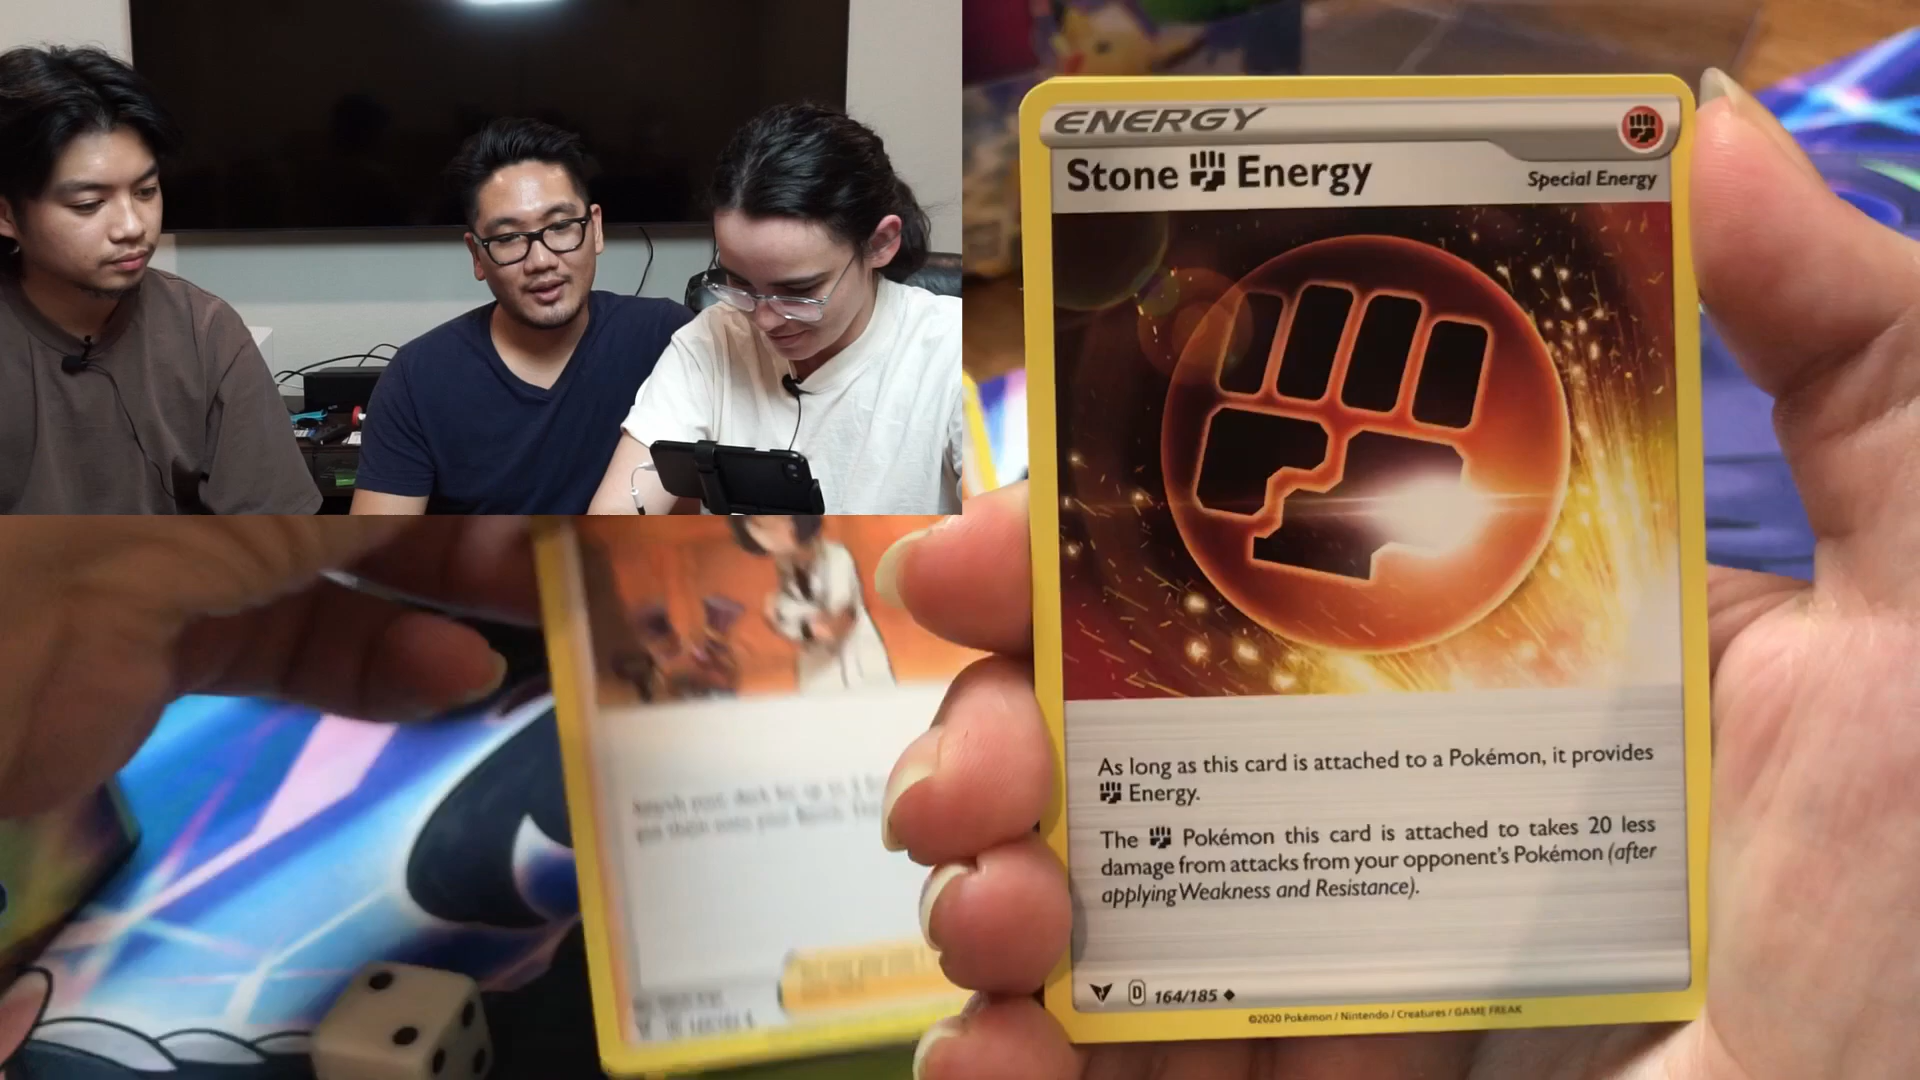 ENERGY
Stone Energy
Special Energy
As long as this card is attached to a Pokémon, it provides
Energy.
The Pokémon this card is attached to takes 20 less
damage from attacks from your opponent's Pokémon (after
applying Weakness and Resistance).
D 164/185
©2020 Pokémon / Nintendo / Creatures / GAME FREAK